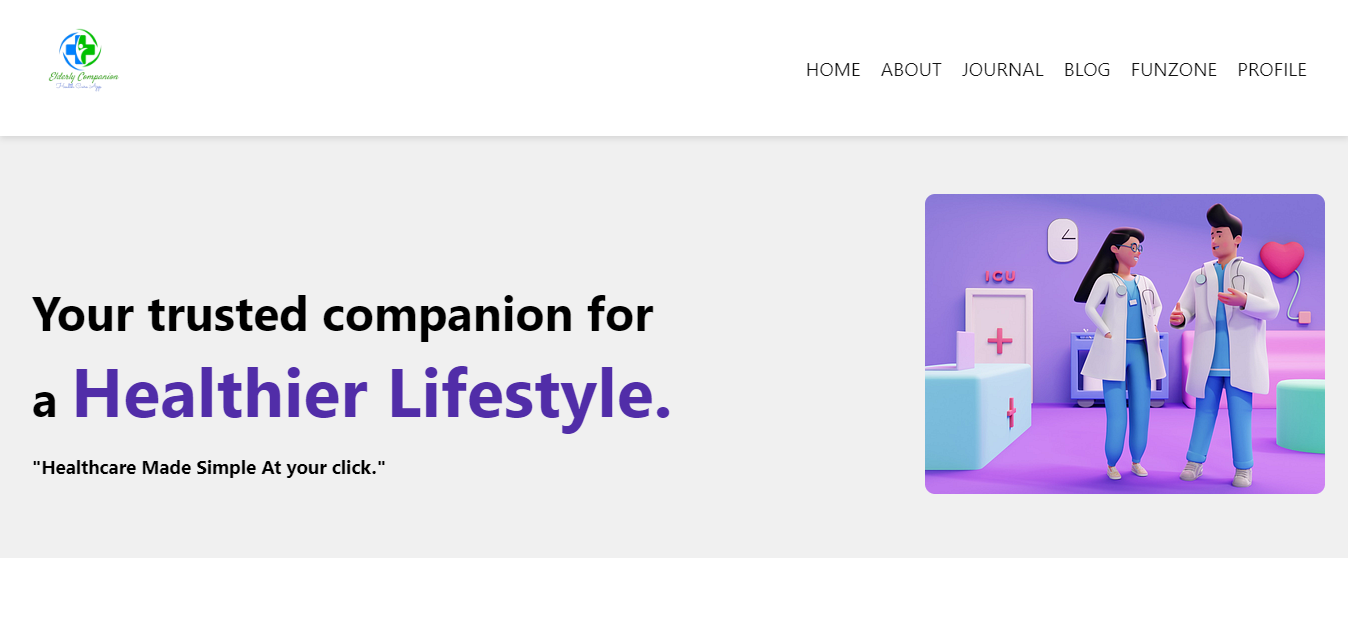 Elderly Companion
Health Care App
HOME ABOUT JOURNAL BLOG FUNZONE PROFILE
Your trusted companion for
a Healthier Lifestyle.
"Healthcare Made Simple At your click."
ICU